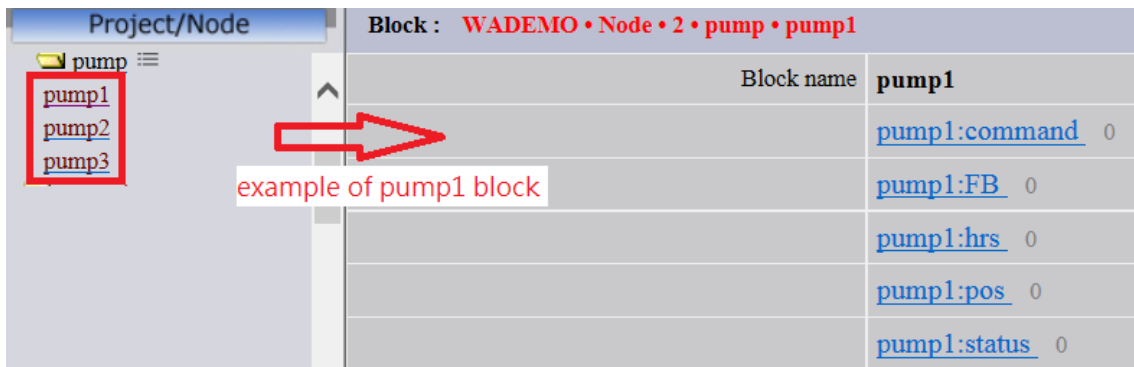 Project/Node
pump
pump1
pump2
pump3
example of pump1 block
Block : WADEMO • Node • 2 • pump • pump1
Block name pump1
pump1:command 0
pump1:FB 0
pump1:hrs 0
pump1:pos 0
pump1:status 0